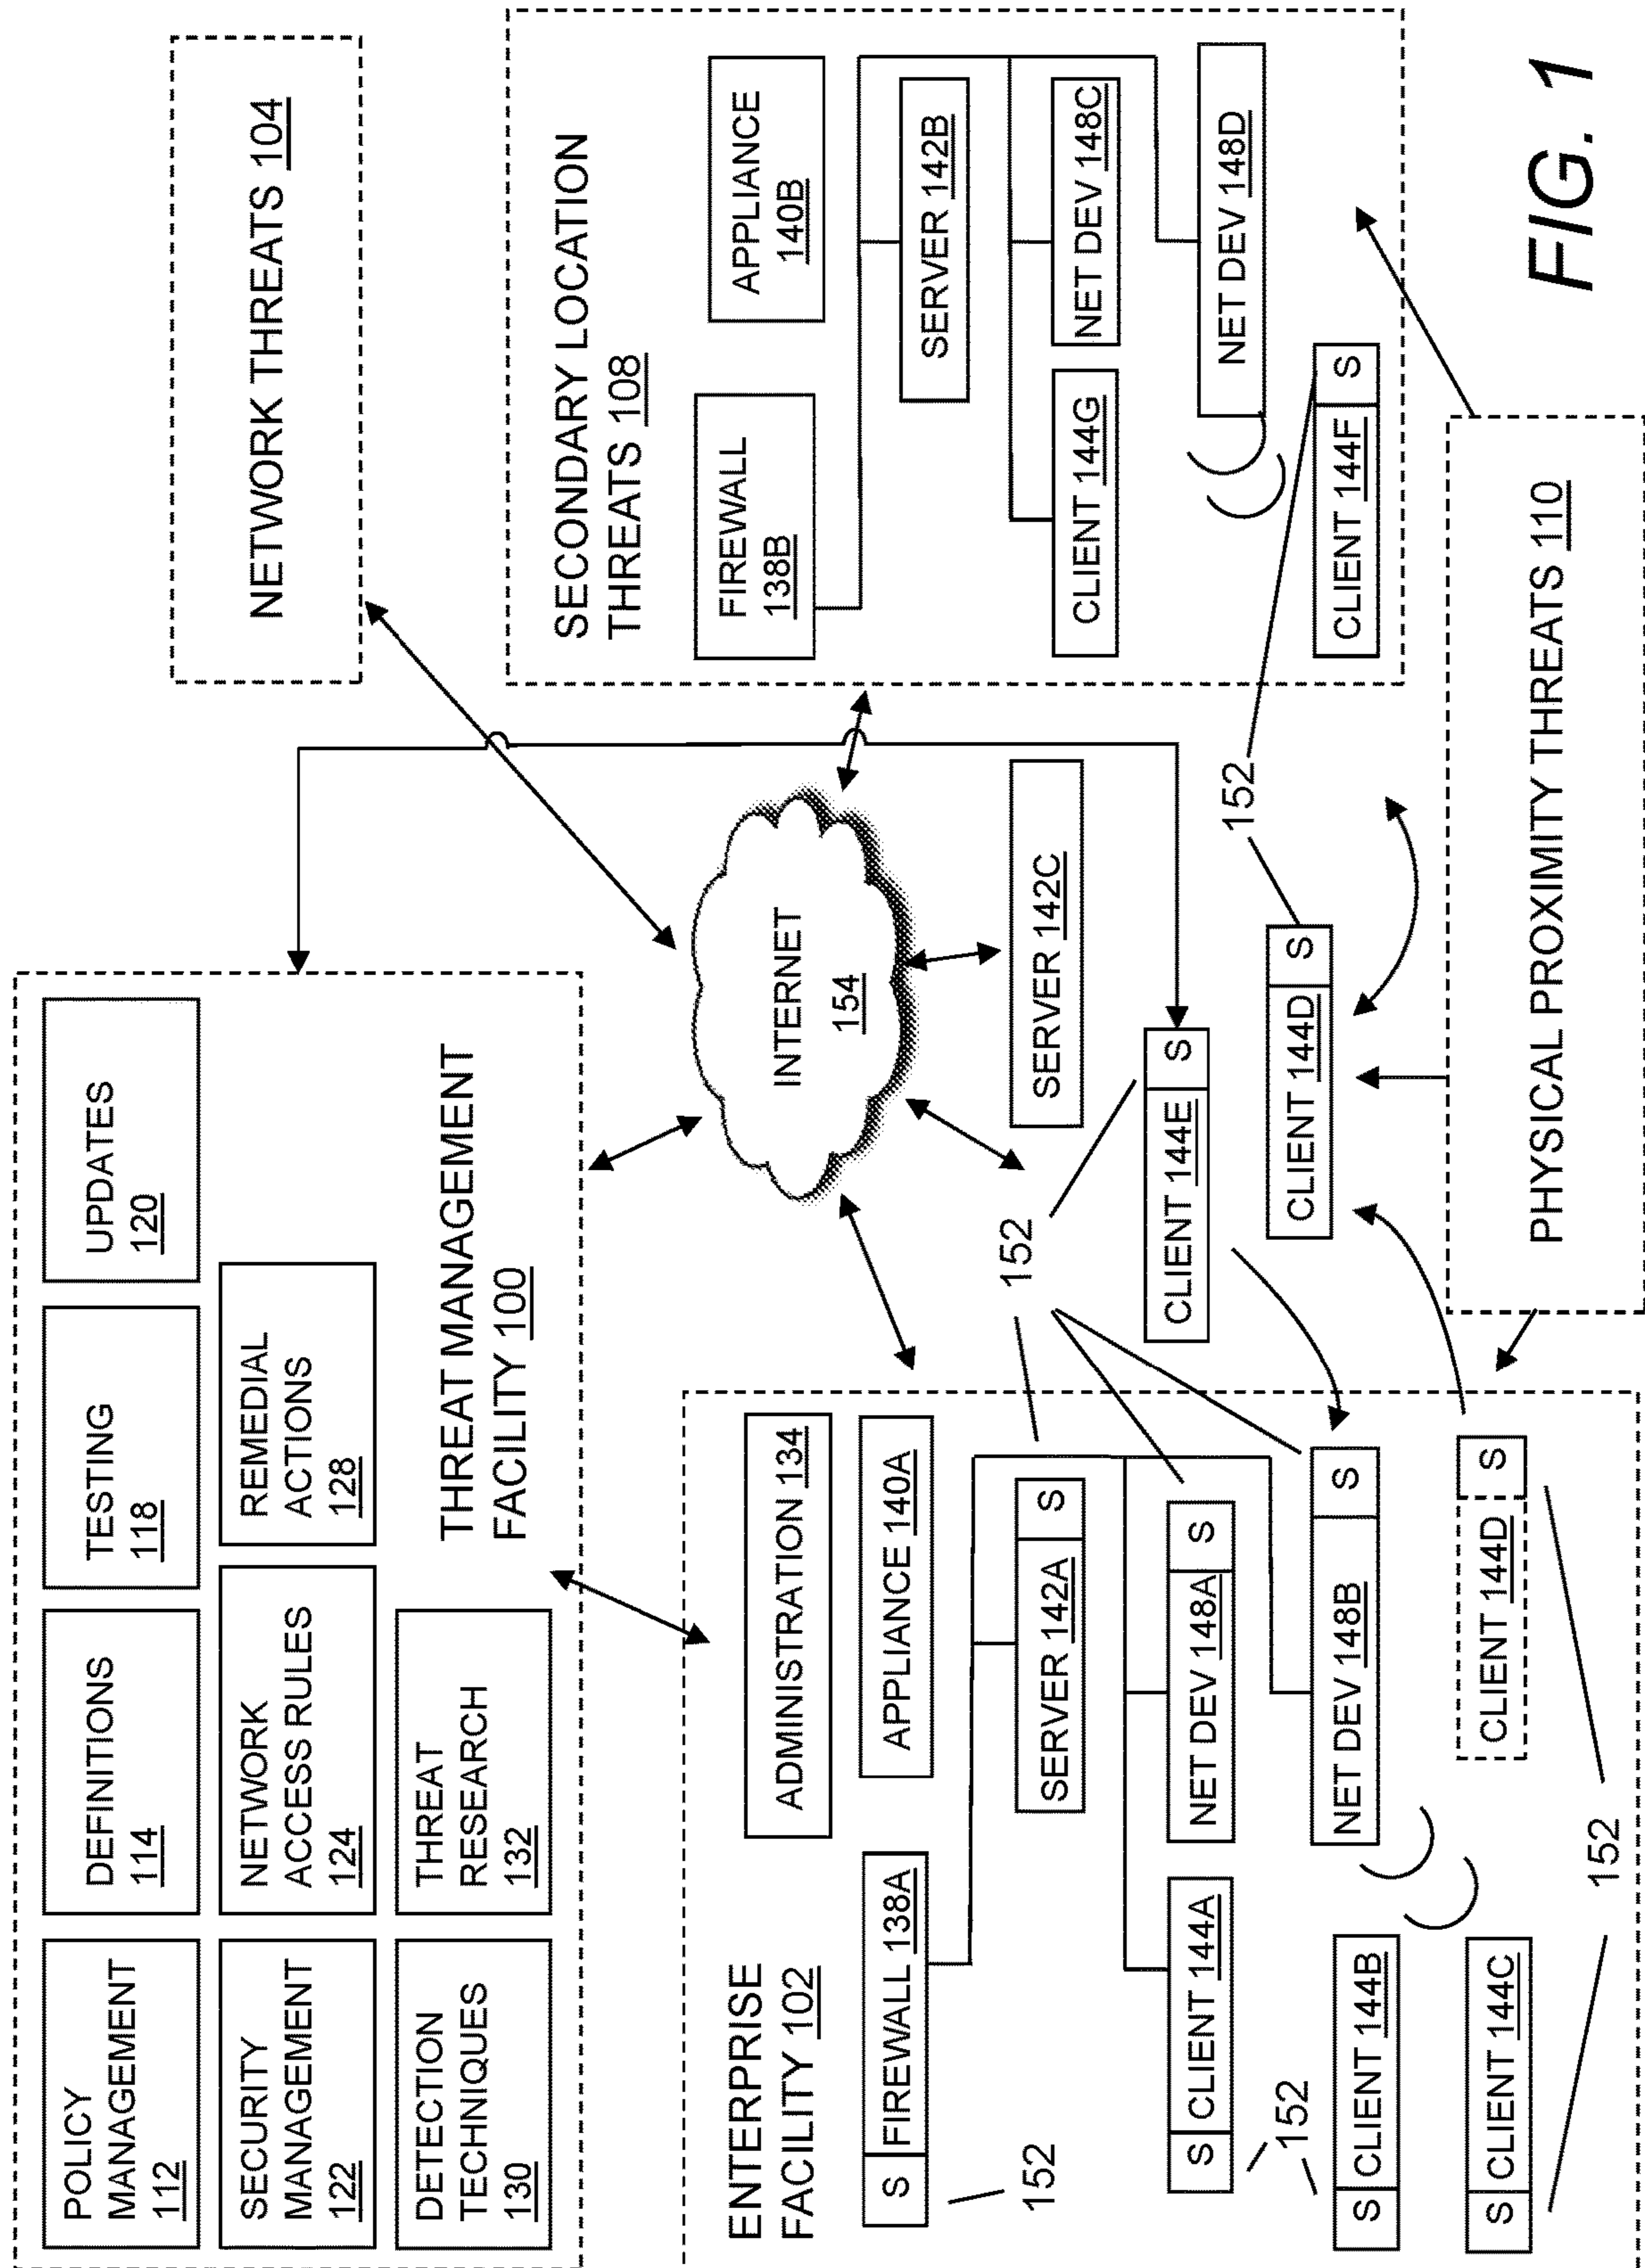 POLICY
MANAGEMENT
112
DEFINITIONS
114
TESTING
118
UPDATES
120
SECURITY
MANAGEMENT
122
NETWORK
ACCESS RULES
124
REMEDIAL
ACTIONS
128
DETECTION
TECHNIQUES
130
THREAT
RESEARCH
132
THREAT MANAGEMENT
FACILITY 100
NETWORK THREATS 104
ENTERPRISE
FACILITY 102
ADMINISTRATION 134
S FIREWALL 138A
APPLIANCE 140A
152
SERVER 142A S
S CLIENT 144A
NET DEV 148A S
152
S CLIENT 144B
NET DEV 148B S
S CLIENT 144C
CLIENT 144D S
152
INTERNET
154
152
SERVER 142C
CLIENT 144E S
152
CLIENT 144D S
SECONDARY LOCATION
THREATS 108
FIREWALL
138B
APPLIANCE
140B
SERVER 142B
CLIENT 144G
NET DEV 148C
NET DEV 148D
CLIENT 144F S
PHYSICAL PROXIMITY THREATS 110
FIG. 1